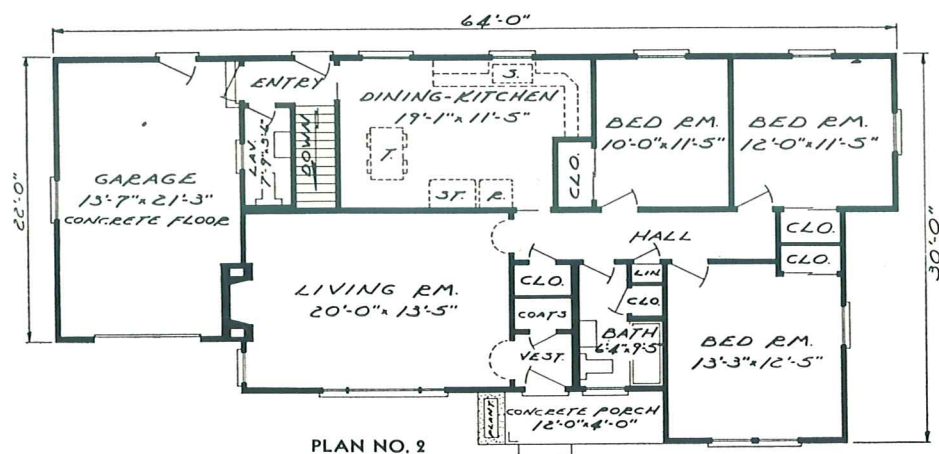 64'-0"
22'-0"
30'-0"
ENTRY
S.
DINING-KITCHEN
19'-1" x 11'-5"
BED RM.
10'-0" x 11'-5"
BED RM.
12'-0" x 11'-5"
LAV.
7'-9" x 3'-4"
DOWN
T.
ST.
R.
CLO.
GARAGE
13'-7" x 21'-3"
CONCRETE FLOOR
HALL
CLO.
CLO.
LIVING RM.
20'-0" x 13'-5"
CLO.
COATS
VEST.
LIN
CLO.
BATH
6'-4" x 9'-5"
BED RM.
13'-3" x 12'-5"
PLANT.
CONCRETE PORCH
12'-0" x 4'-0"
PLAN NO. 2